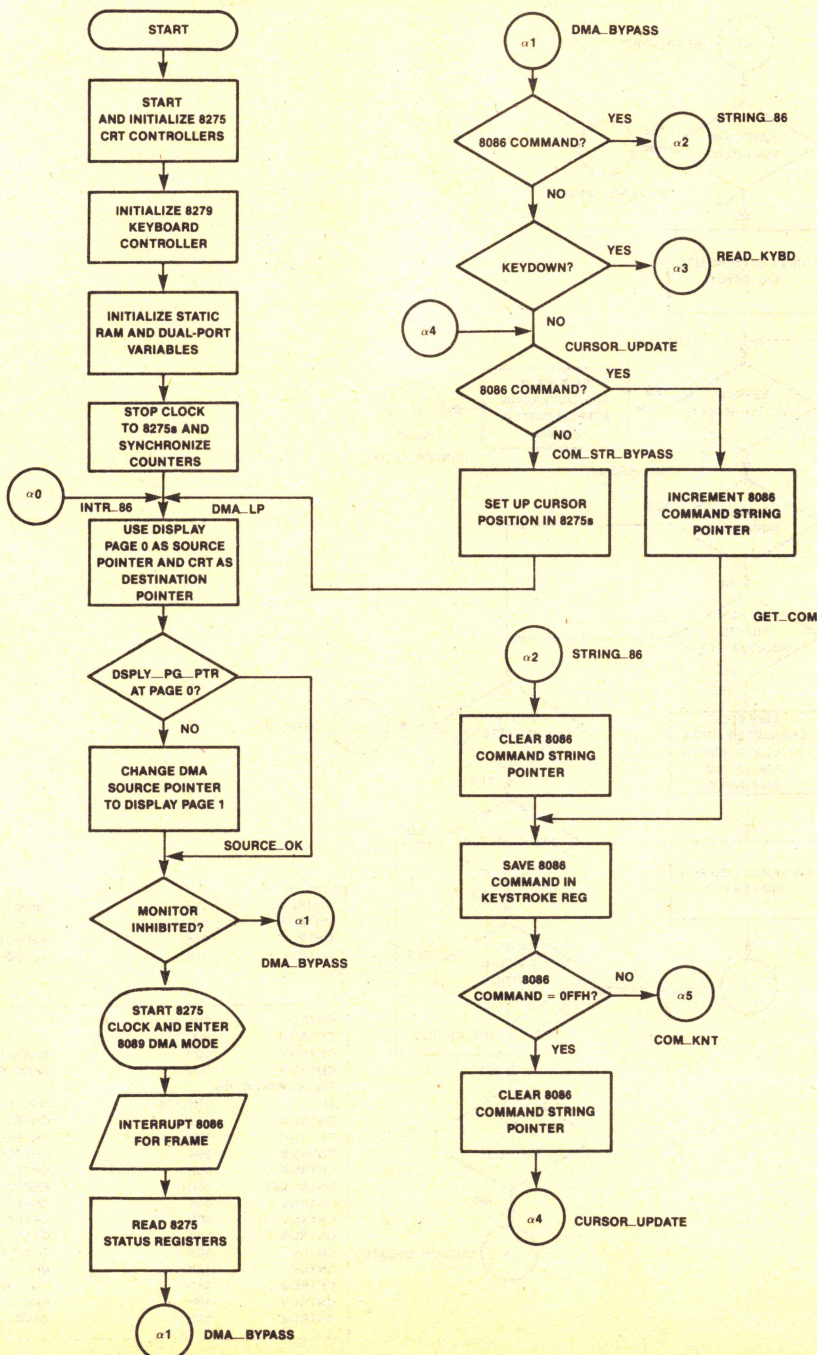 START
START
AND INITIALIZE 8275
CRT CONTROLLERS
INITIALIZE 8279
KEYBOARD
CONTROLLER
INITIALIZE STATIC
RAM AND DUAL-PORT
VARIABLES
STOP CLOCK
TO 8275s AND
SYNCHRONIZE
COUNTERS
α0
INTR_86
DMA_LP
USE DISPLAY
PAGE 0 AS SOURCE
POINTER AND CRT AS
DESTINATION
POINTER
DSPLY_PG_PTR
AT PAGE 0?
NO
CHANGE DMA
SOURCE POINTER
TO DISPLAY PAGE 1
SOURCE_OK
MONITOR
INHIBITED?
α1
DMA_BYPASS
START 8275
CLOCK AND ENTER
8089 DMA MODE
INTERRUPT 8086
FOR FRAME
READ 8275
STATUS REGISTERS
α1
DMA_BYPASS
α1
DMA_BYPASS
8086 COMMAND?
YES
α2
STRING_86
NO
KEYDOWN?
YES
α3
READ_KYBD
NO
α4
CURSOR_UPDATE
8086 COMMAND?
YES
NO
COM_STR_BYPASS
SET UP CURSOR
POSITION IN 8275s
INCREMENT 8086
COMMAND STRING
POINTER
GET_COM
α2
STRING_86
CLEAR 8086
COMMAND STRING
POINTER
SAVE 8086
COMMAND IN
KEYSTROKE REG
8086
COMMAND = 0FFH?
NO
α5
COM_KNT
YES
CLEAR 8086
COMMAND STRING
POINTER
α4
CURSOR_UPDATE